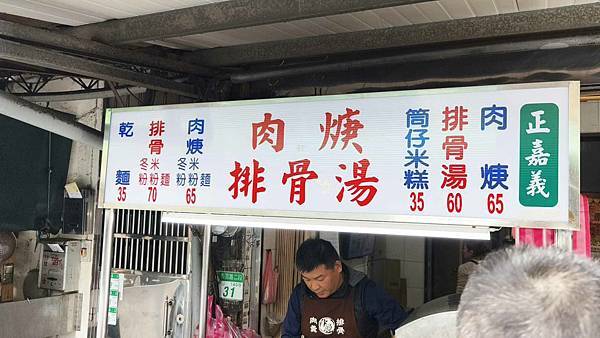 正嘉義
肉焿 65
排骨湯 60
筒仔米糕 35
肉焿
排骨湯
肉焿 米粉 冬粉 麵 65
排骨 米粉 冬粉 麵 70
乾麵 35
31
排骨